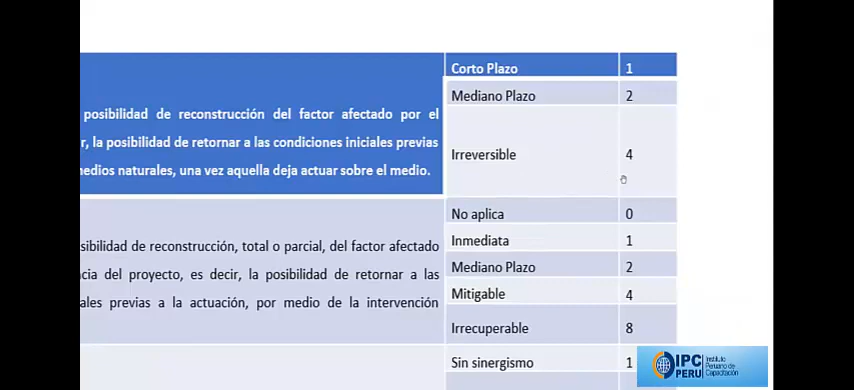 Corto Plazo 1
Mediano Plazo 2
posibilidad de reconstrucción del factor afectado por el
r, la posibilidad de retornar a las condiciones iniciales previas
nedios naturales, una vez aquella deja actuar sobre el medio.
Irreversible 4
No aplica 0
sibilidad de reconstrucción, total o parcial, del factor afectado
ncia del proyecto, es decir, la posibilidad de retornar a las
ales previas a la actuación, por medio de la intervención
Inmediata 1
Mediano Plazo 2
Mitigable 4
Irrecuperable 8
Sin sinergismo 1
IPC PERU
Instituto
Peruano de
Capacitación